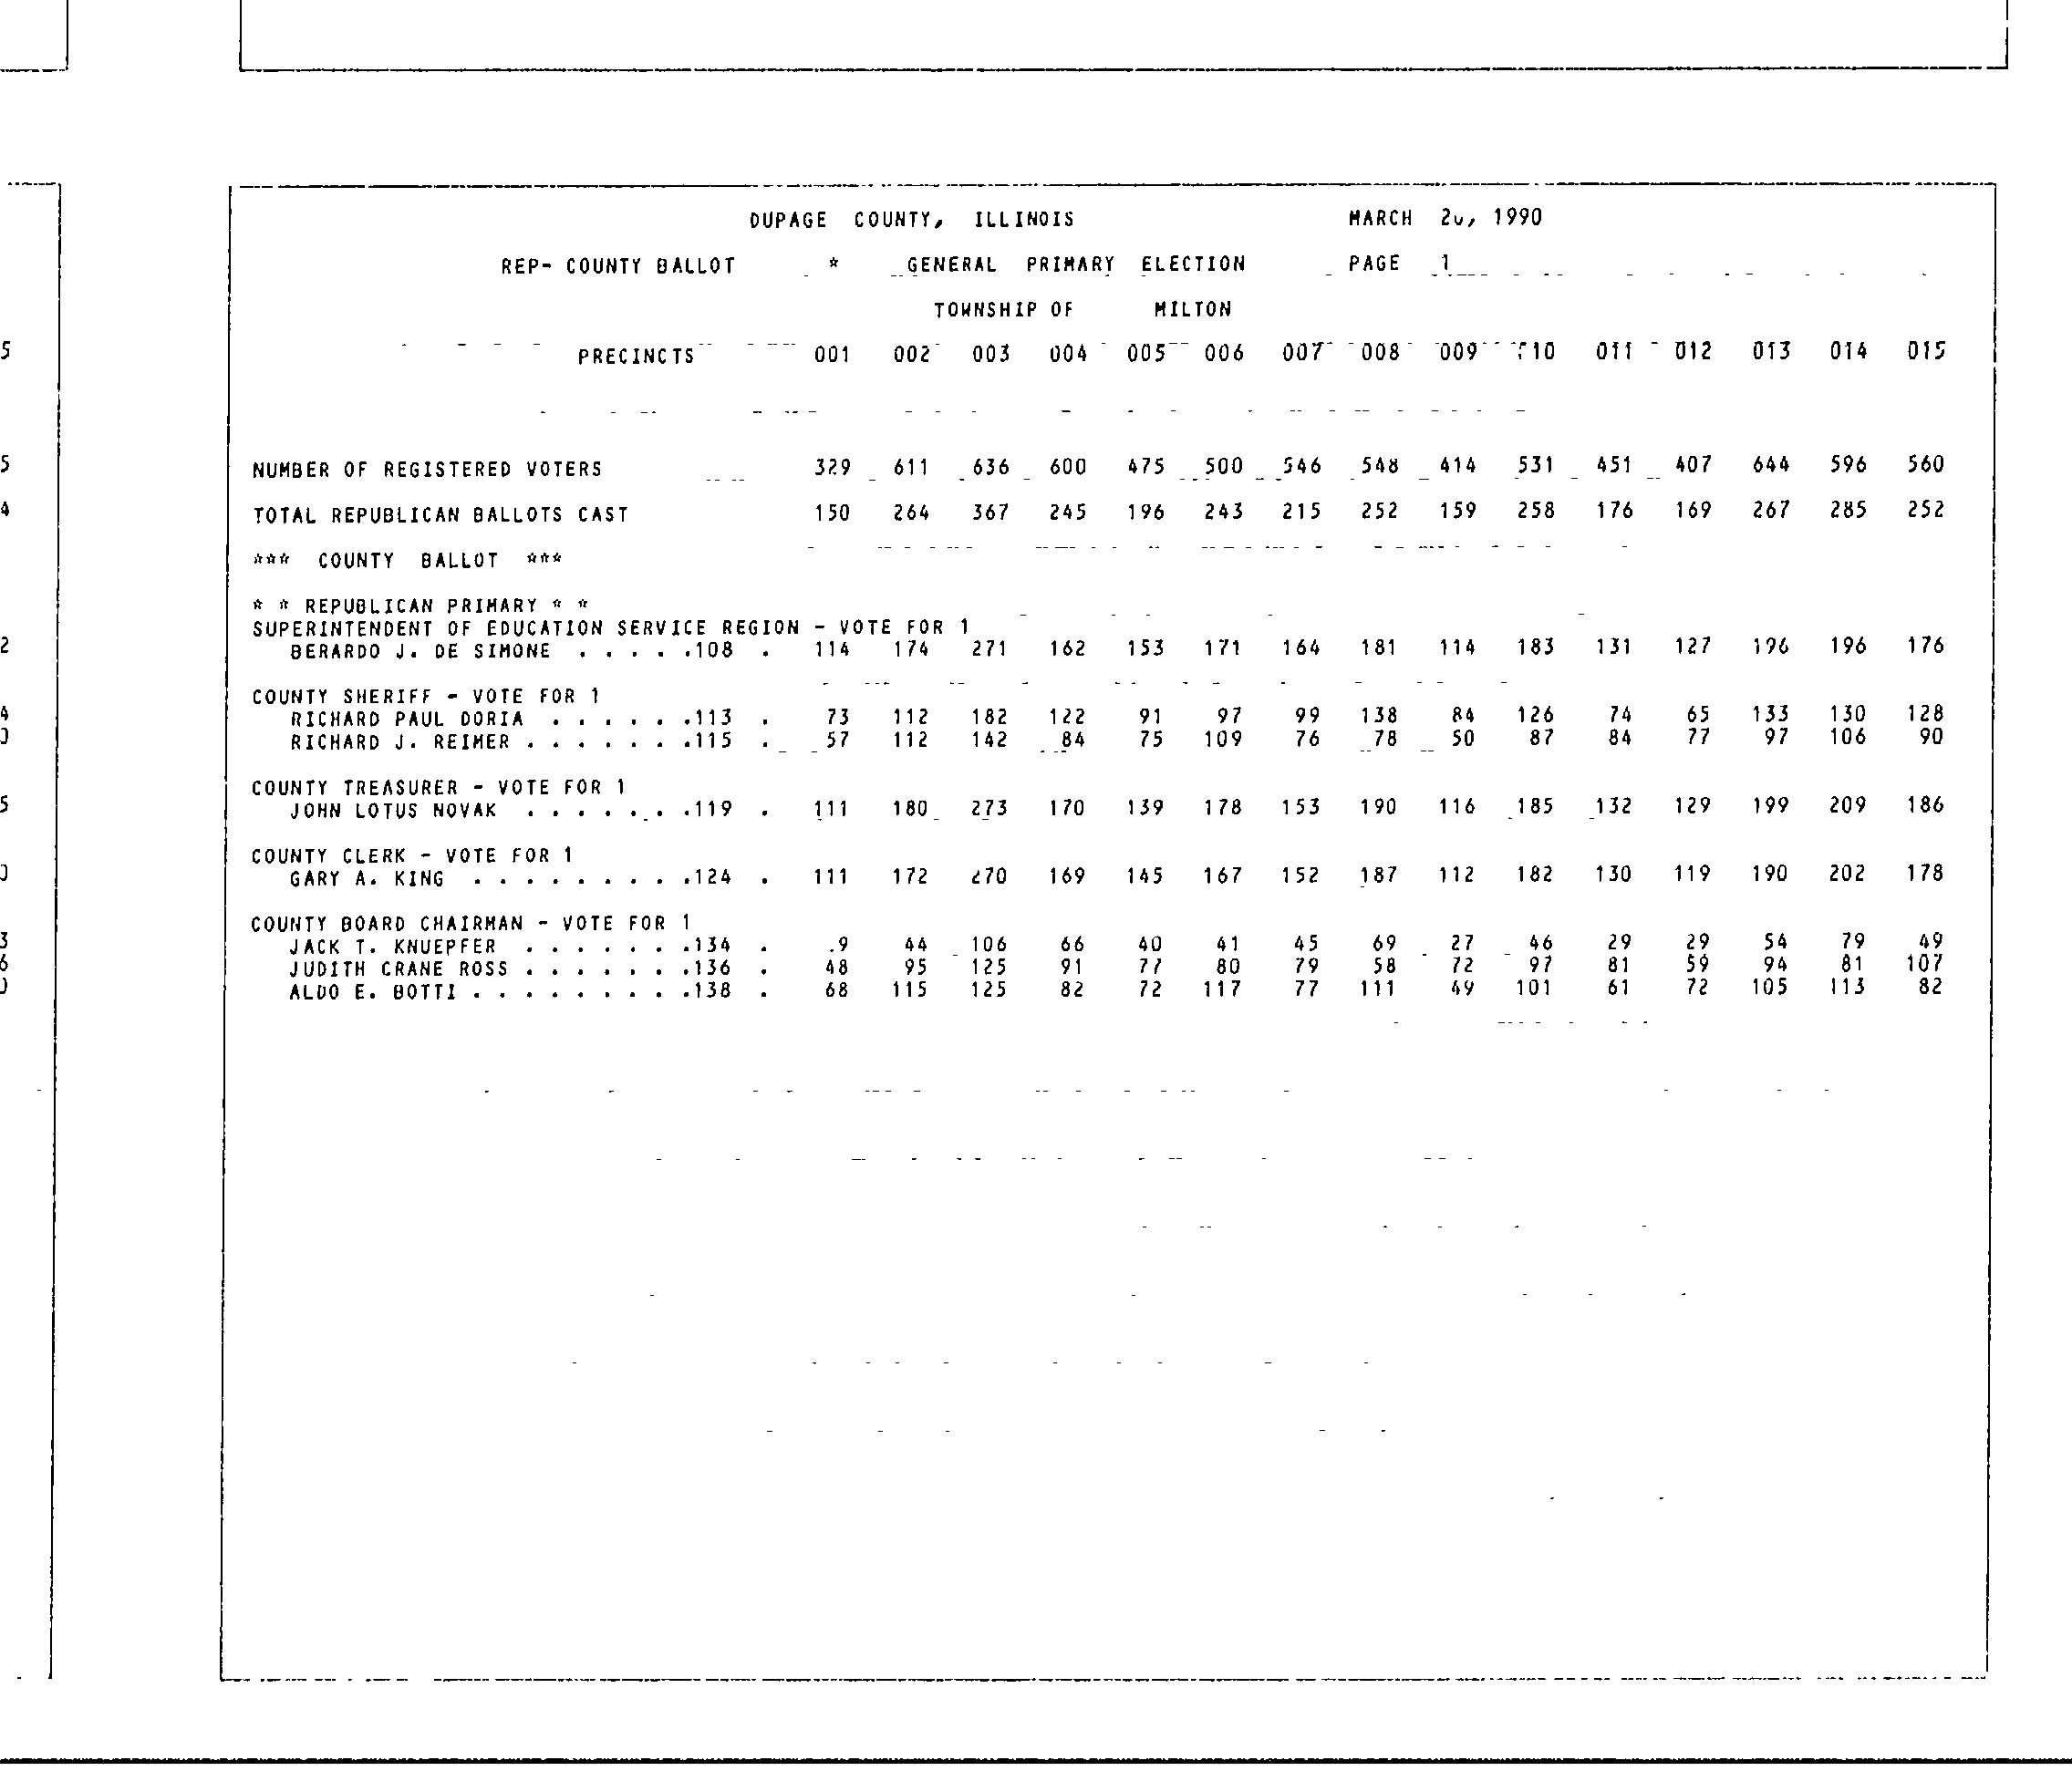 DUPAGE COUNTY, ILLINOIS MARCH 20, 1990
REP- COUNTY BALLOT * GENERAL PRIMARY ELECTION PAGE 1
TOWNSHIP OF MILTON
PRECINCTS 001 002 003 004 005 006 007 008 009 010 011 012 013 014 015
NUMBER OF REGISTERED VOTERS 329 611 636 600 475 500 546 548 414 531 451 407 644 596 560
TOTAL REPUBLICAN BALLOTS CAST 150 264 367 245 196 243 215 252 159 258 176 169 267 285 252
*** COUNTY BALLOT ***
* * REPUBLICAN PRIMARY * *
SUPERINTENDENT OF EDUCATION SERVICE REGION - VOTE FOR 1
BERARDO J. DE SIMONE . . . . .108 . 114 174 271 162 153 171 164 181 114 183 131 127 196 196 176
COUNTY SHERIFF - VOTE FOR 1
RICHARD PAUL DORIA . . . . . .113 . 73 112 182 122 91 97 99 138 84 126 74 65 133 130 128
RICHARD J. REIMER . . . . . . .115 . 57 112 142 84 75 109 76 78 50 87 84 77 97 106 90
COUNTY TREASURER - VOTE FOR 1
JOHN LOTUS NOVAK . . . . . . .119 . 111 180 273 170 139 178 153 190 116 185 132 129 199 209 186
COUNTY CLERK - VOTE FOR 1
GARY A. KING . . . . . . . . .124 . 111 172 270 169 145 167 152 187 112 182 130 119 190 202 178
COUNTY BOARD CHAIRMAN - VOTE FOR 1
JACK T. KNUEPFER . . . . . . .134 . 9 44 106 66 40 41 45 69 27 46 29 29 54 79 49
JUDITH CRANE ROSS . . . . . . .136 . 48 95 125 91 77 80 79 58 72 97 81 59 94 81 107
ALDO E. BOTTI . . . . . . . . .138 . 68 115 125 82 72 117 77 111 49 101 61 72 105 113 82